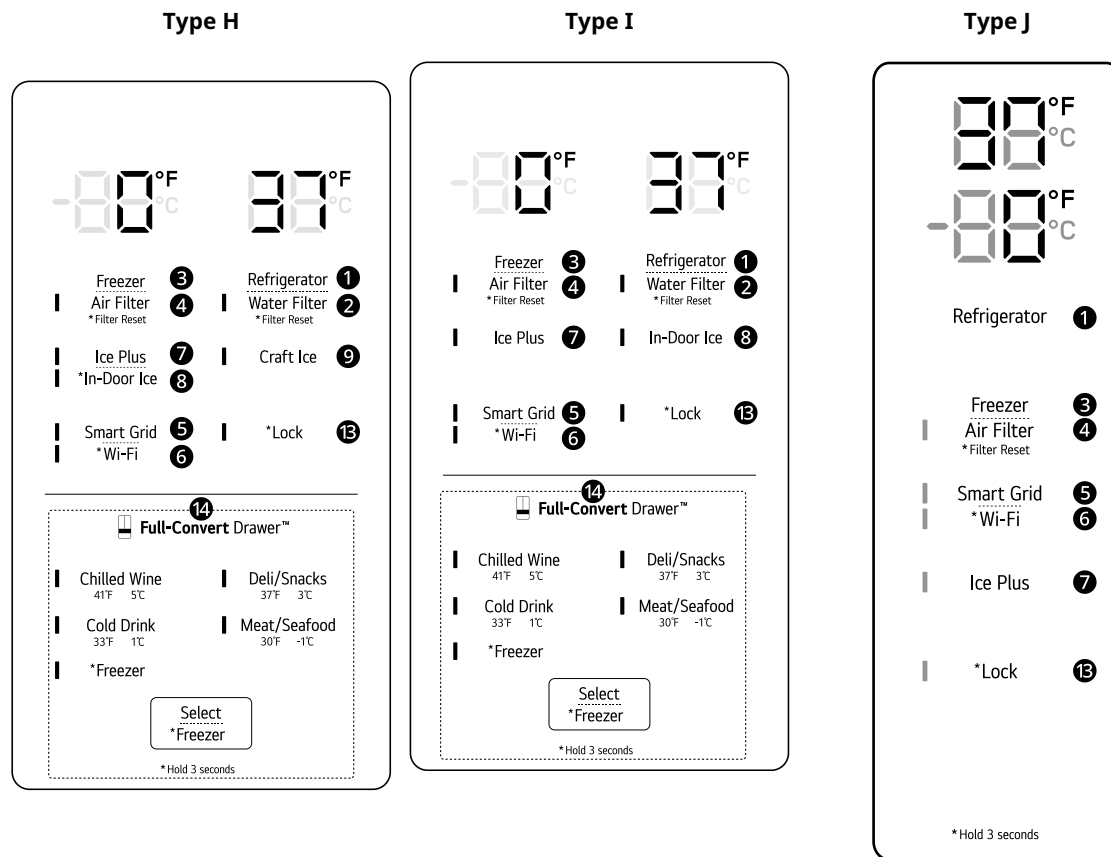 Type H
0 °F °C 37 °F °C
Freezer 3 Refrigerator 1
Air Filter 4 Water Filter 2
*Filter Reset *Filter Reset
Ice Plus 7 Craft Ice 9
*In-Door Ice 8
Smart Grid 5 *Lock 13
*Wi-Fi 6
14
Full-Convert Drawer™
Chilled Wine Deli/Snacks
41°F 5°C 37°F 3°C
Cold Drink Meat/Seafood
33°F 1°C 30°F -1°C
*Freezer
Select
*Freezer
*Hold 3 seconds
Type I
0 °F °C 37 °F °C
Freezer 3 Refrigerator 1
Air Filter 4 Water Filter 2
*Filter Reset *Filter Reset
Ice Plus 7 In-Door Ice 8
Smart Grid 5 *Lock 13
*Wi-Fi 6
14
Full-Convert Drawer™
Chilled Wine Deli/Snacks
41°F 5°C 37°F 3°C
Cold Drink Meat/Seafood
33°F 1°C 30°F -1°C
*Freezer
Select
*Freezer
*Hold 3 seconds
Type J
37 °F °C
0 °F °C
Refrigerator 1
Freezer 3
Air Filter 4
*Filter Reset
Smart Grid 5
*Wi-Fi 6
Ice Plus 7
*Lock 13
*Hold 3 seconds